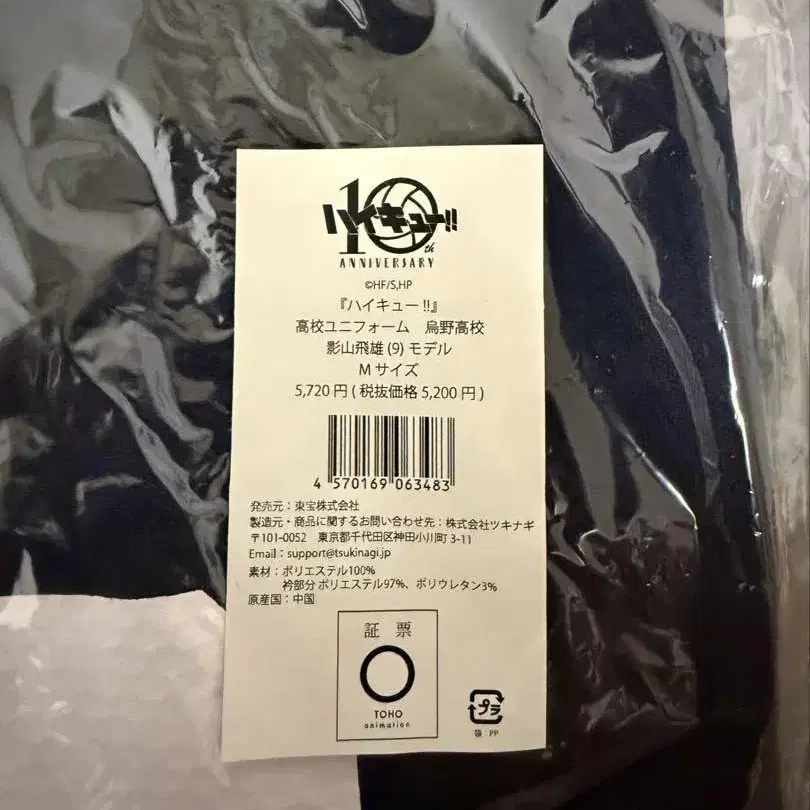 10th
ハイキュー!!
ANNIVERSARY
©HF/S,HP
『ハイキュー!!』
高校ユニフォーム　烏野高校
影山飛雄(9)モデル
Mサイズ
5,720円(税抜価格5,200円)
4 570169 063483
発売元：東宝株式会社
製造元・商品に関するお問い合わせ先：株式会社ツキナギ
〒101-0052　東京都千代田区神田小川町3-11
Email：support@tsukinagi.jp
素材：ポリエステル100%
衿部分 ポリエステル97%、ポリウレタン3%
原産国：中国
証 票
TOHO
animation
プラ
袋：PP